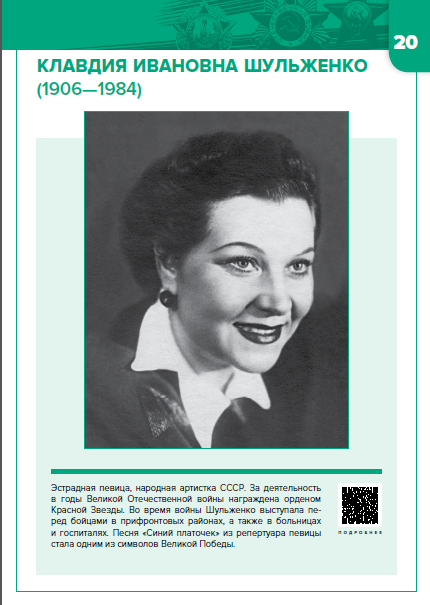 20
КЛАВДИЯ ИВАНОВНА ШУЛЬЖЕНКО
(1906—1984)
Эстрадная певица, народная артистка СССР. За деятельность
в годы Великой Отечественной войны награждена орденом
Красной Звезды. Во время войны Шульженко выступала пе-
ред бойцами в прифронтовых районах, а также в больницах
и госпиталях. Песня «Синий платочек» из репертуара певицы
стала одним из символов Великой Победы.
ПОДРОБНЕЕ